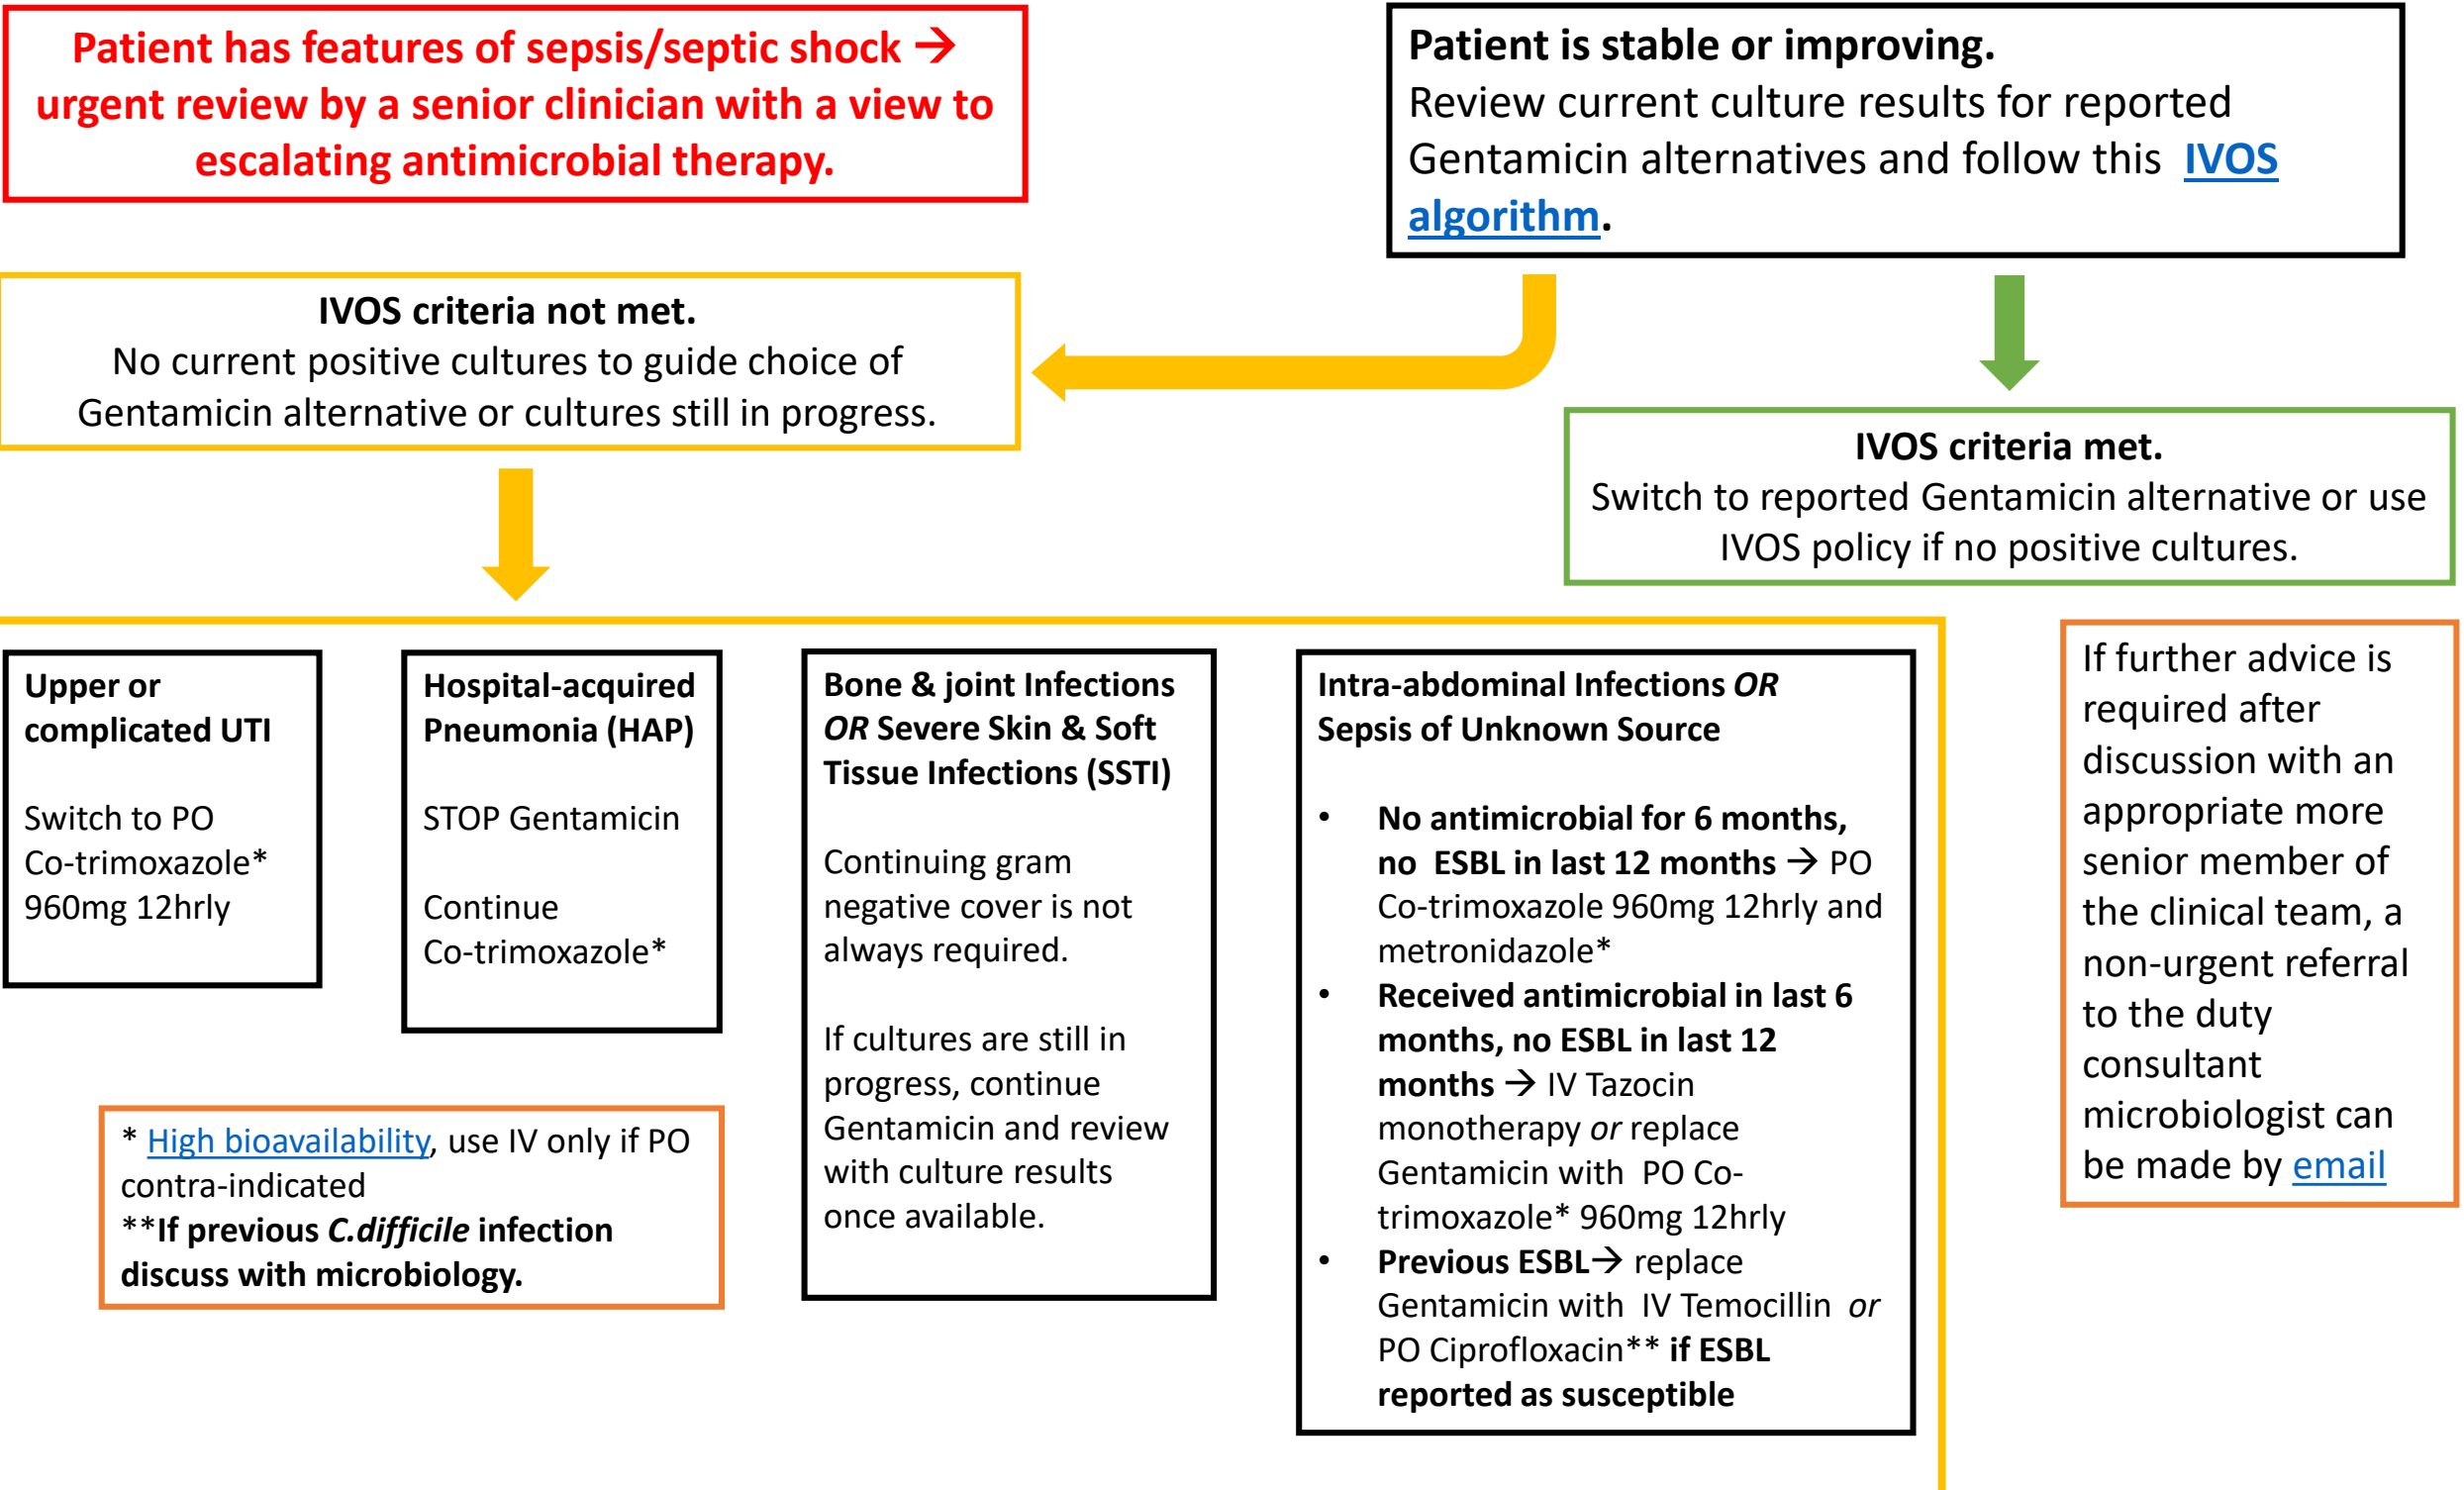 Patient has features of sepsis/septic shock →
urgent review by a senior clinician with a view to
escalating antimicrobial therapy.
Patient is stable or improving.
Review current culture results for reported
Gentamicin alternatives and follow this IVOS
algorithm.
IVOS criteria not met.
No current positive cultures to guide choice of
Gentamicin alternative or cultures still in progress.
IVOS criteria met.
Switch to reported Gentamicin alternative or use
IVOS policy if no positive cultures.
Upper or
complicated UTI
Switch to PO
Co-trimoxazole*
960mg 12hrly
Hospital-acquired
Pneumonia (HAP)
STOP Gentamicin
Continue
Co-trimoxazole*
Bone & joint Infections
OR Severe Skin & Soft
Tissue Infections (SSTI)
Continuing gram
negative cover is not
always required.
If cultures are still in
progress, continue
Gentamicin and review
with culture results
once available.
Intra-abdominal Infections OR
Sepsis of Unknown Source
• No antimicrobial for 6 months,
no ESBL in last 12 months → PO
Co-trimoxazole 960mg 12hrly and
metronidazole*
• Received antimicrobial in last 6
months, no ESBL in last 12
months → IV Tazocin
monotherapy or replace
Gentamicin with PO Co-
trimoxazole* 960mg 12hrly
• Previous ESBL→ replace
Gentamicin with IV Temocillin or
PO Ciprofloxacin** if ESBL
reported as susceptible
If further advice is
required after
discussion with an
appropriate more
senior member of
the clinical team, a
non-urgent referral
to the duty
consultant
microbiologist can
be made by email
* High bioavailability, use IV only if PO
contra-indicated
**If previous C.difficile infection
discuss with microbiology.